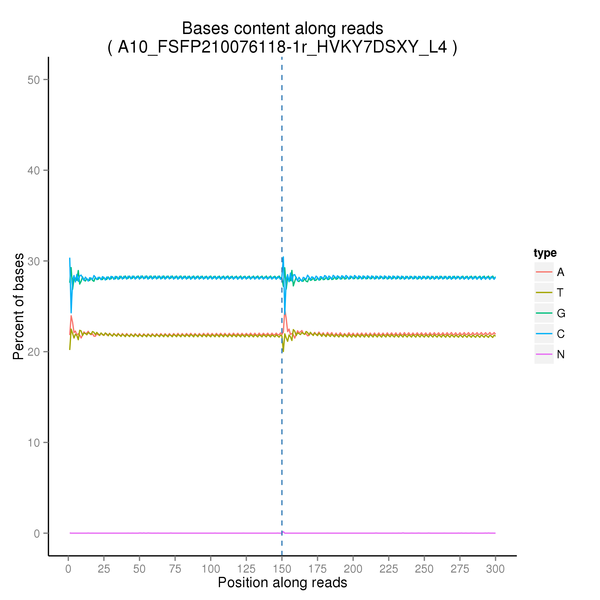 Bases content along reads
( A10_FSFP210076118-1r_HVKY7DSXY_L4 )
50
40
30
20
10
0
Percent of bases
0 25 50 75 100 125 150 175 200 225 250 275 300
Position along reads
type
A
T
G
C
N